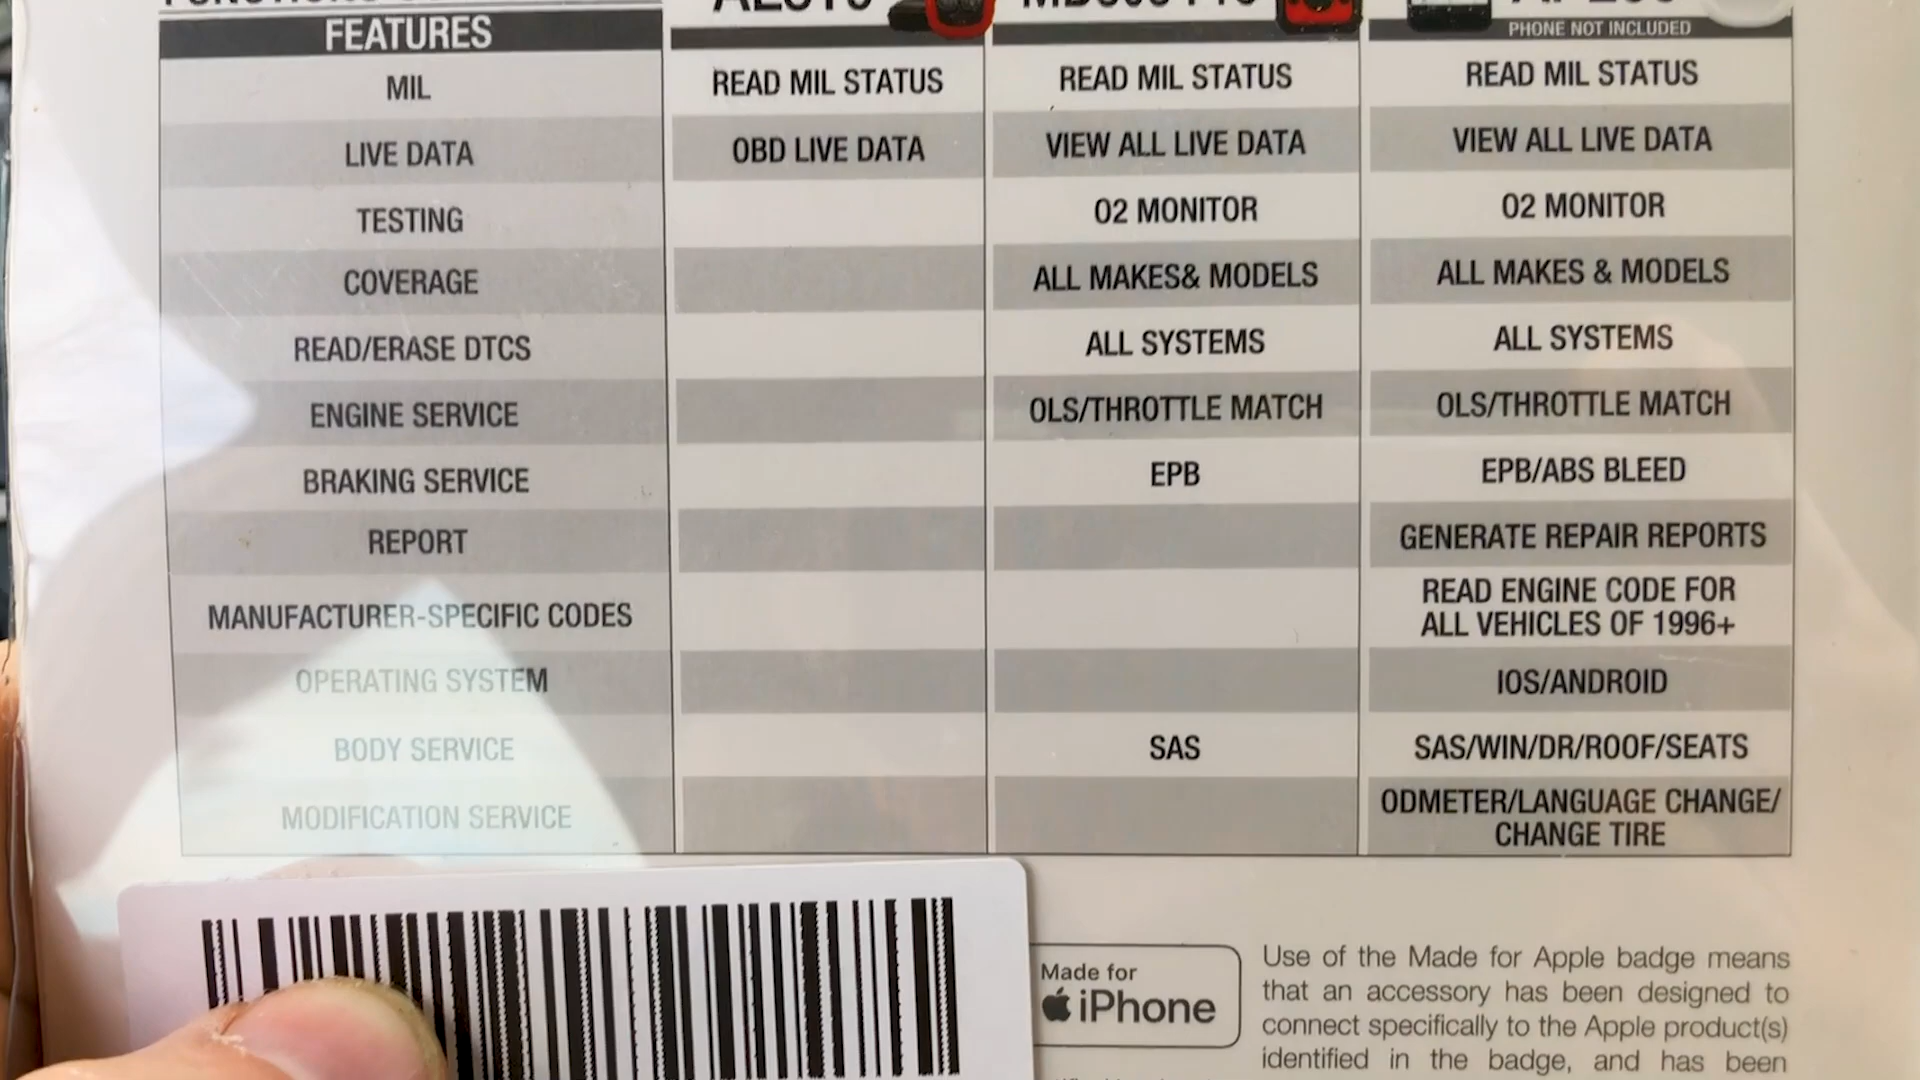 FEATURES
PHONE NOT INCLUDED
MIL READ MIL STATUS READ MIL STATUS READ MIL STATUS
LIVE DATA OBD LIVE DATA VIEW ALL LIVE DATA VIEW ALL LIVE DATA
TESTING O2 MONITOR O2 MONITOR
COVERAGE ALL MAKES& MODELS ALL MAKES & MODELS
READ/ERASE DTCS ALL SYSTEMS ALL SYSTEMS
ENGINE SERVICE OLS/THROTTLE MATCH OLS/THROTTLE MATCH
BRAKING SERVICE EPB EPB/ABS BLEED
REPORT GENERATE REPAIR REPORTS
MANUFACTURER-SPECIFIC CODES READ ENGINE CODE FOR
ALL VEHICLES OF 1996+
OPERATING SYSTEM IOS/ANDROID
BODY SERVICE SAS SAS/WIN/DR/ROOF/SEATS
MODIFICATION SERVICE ODMETER/LANGUAGE CHANGE/
CHANGE TIRE
Made for
iPhone
Use of the Made for Apple badge means
that an accessory has been designed to
connect specifically to the Apple product(s)
identified in the badge, and has been